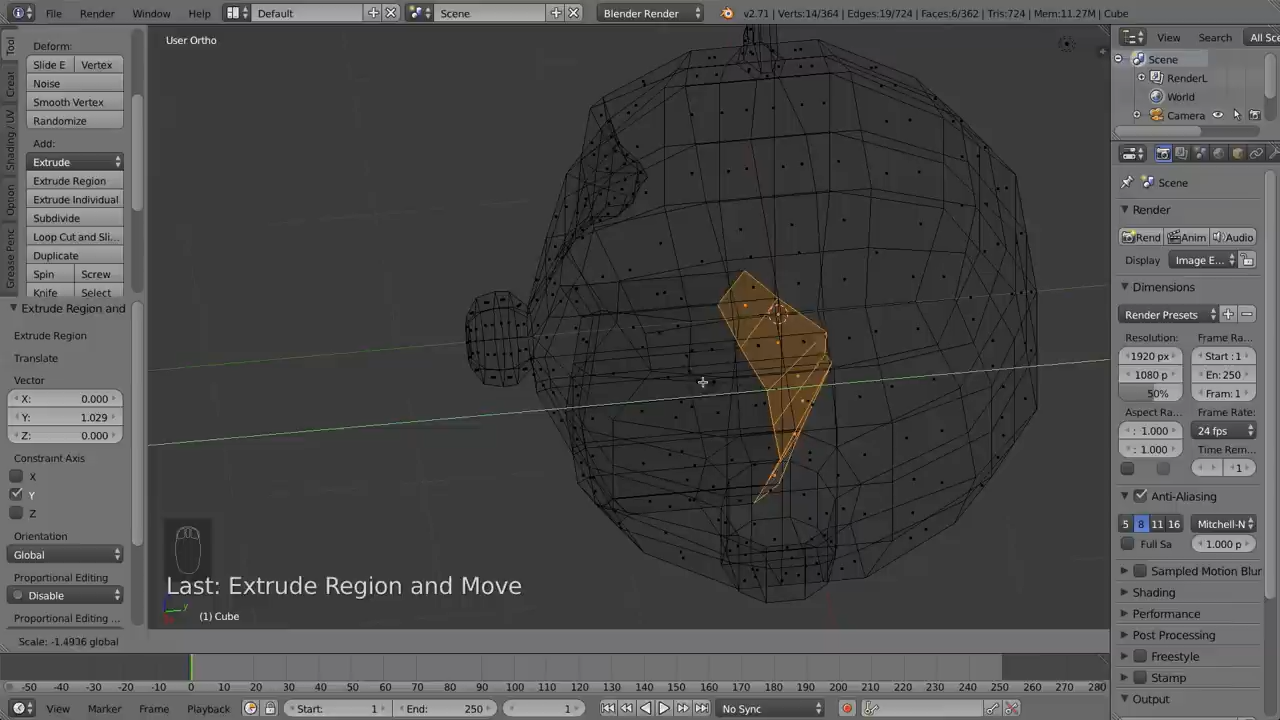 File Render Window Help Default Scene Blender Render v2.71 | Verts:14/364 | Edges:19/724 | Faces:6/362 | Tris:724 | Mem:11.27M | Cube
User Ortho
Deform:
Slide E Vertex
Noise
Smooth Vertex
Randomize
Add:
Extrude
Extrude Region
Extrude Individual
Subdivide
Loop Cut and Sli...
Duplicate
Spin Screw
Knife Select
Tool
Creat
Shading / UV
Option
Grease Penc
Extrude Region and
Extrude Region
Translate
Vector
X: 0.000
Y: 1.029
Z: 0.000
Constraint Axis
X
Y
Z
Orientation
Global
Proportional Editing
Disable
Proportional Editing ...
Last: Extrude Region and Move
(1) Cube
Scale: -1.4936 global
View Search All Sce
Scene
RenderL
World
Camera
Scene
Render
Rend Anim Audio
Display Image E...
Dimensions
Render Presets
Resolution: Frame Ra...
1920 px Start : 1
1080 p En: 250
50% Fram: 1
Aspect Ra... Frame Rate:
: 1.000 24 fps
: 1.000 Time Rem...
1
Anti-Aliasing
5 8 11 16 Mitchell-N
Full Sa 1.000 p
Sampled Motion Blur
Shading
Performance
Post Processing
Freestyle
Stamp
Output
-50 -40 -30 -20 -10 0 10 20 30 40 50 60 70 80 90 100 110 120 130 140 150 160 170 180 190 200 210 220 230 240 250 260 270 280
View Marker Frame Playback Start: 1 End: 250 1 No Sync